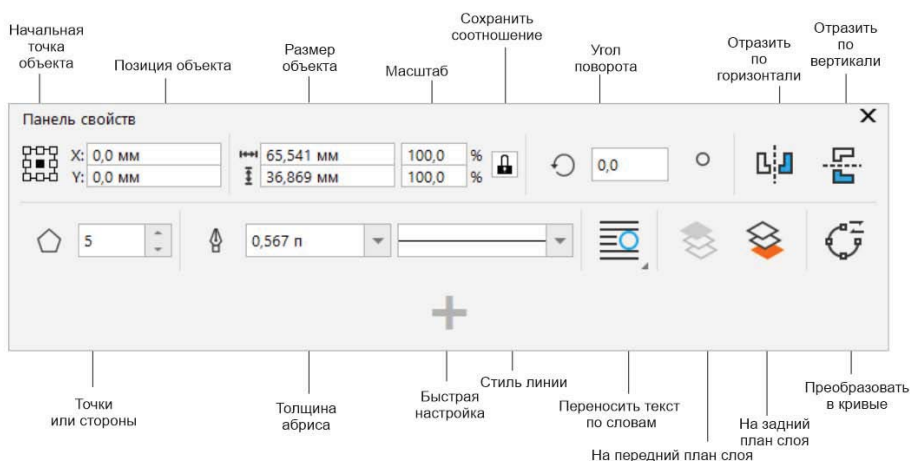 Начальная
точка
объекта
Позиция объекта
Размер
объекта
Масштаб
Сохранить
соотношение
Угол
поворота
Отразить
по
горизонтали
Отразить
по
вертикали
Панель свойств
X: 0,0 мм
Y: 0,0 мм
65,541 мм
36,869 мм
100,0 %
100,0 %
0,0
5
0,567 п
Точки
или стороны
Толщина
абриса
Быстрая
настройка
Стиль линии
Переносить текст
по словам
На передний план слоя
На задний
план слоя
Преобразовать
в кривые